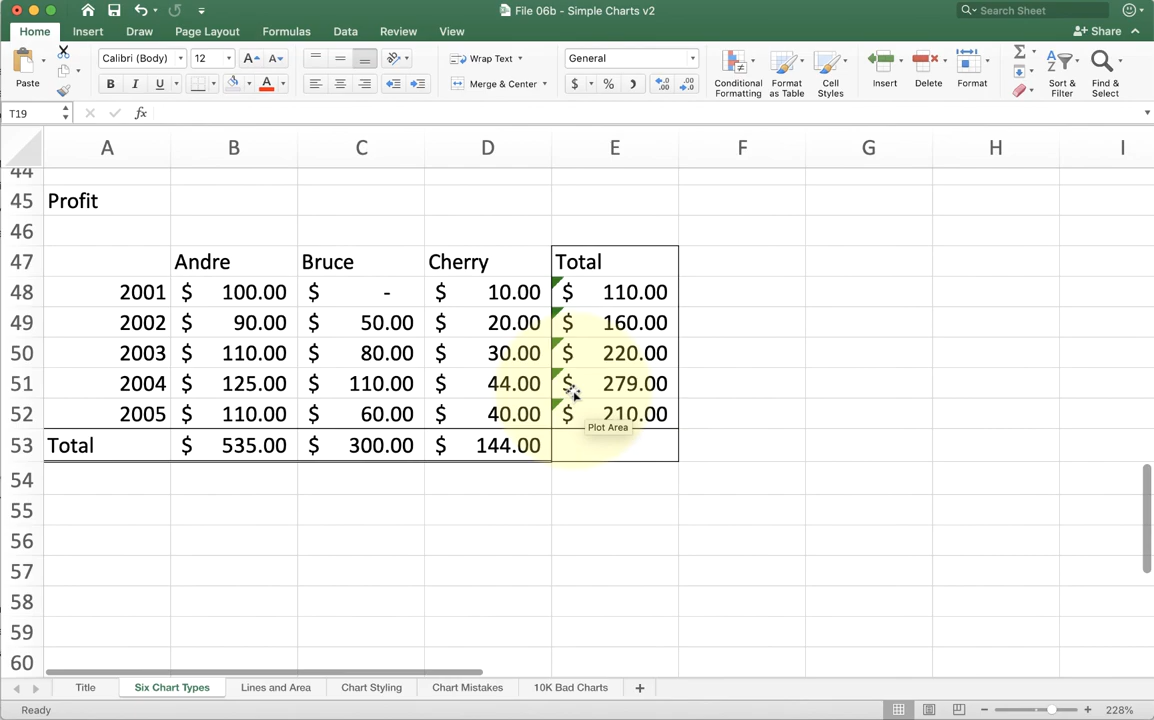 File 06b - Simple Charts v2
Search Sheet
Home Insert Draw Page Layout Formulas Data Review View
Share
Paste
Calibri (Body) 12 A A
B I U A
Wrap Text
Merge & Center
General
$ %
Conditional Formatting
Format as Table
Cell Styles
Insert
Delete
Format
Sort & Filter
Find & Select
T19 fx
A B C D E F G H I
44
45 Profit
46
47 Andre Bruce Cherry Total
48 2001 $ 100.00 $ - $ 10.00 $ 110.00
49 2002 $ 90.00 $ 50.00 $ 20.00 $ 160.00
50 2003 $ 110.00 $ 80.00 $ 30.00 $ 220.00
51 2004 $ 125.00 $ 110.00 $ 44.00 $ 279.00
52 2005 $ 110.00 $ 60.00 $ 40.00 $ 210.00
Plot Area
53 Total $ 535.00 $ 300.00 $ 144.00
54
55
56
57
58
59
60
Title Six Chart Types Lines and Area Chart Styling Chart Mistakes 10K Bad Charts +
Ready 228%